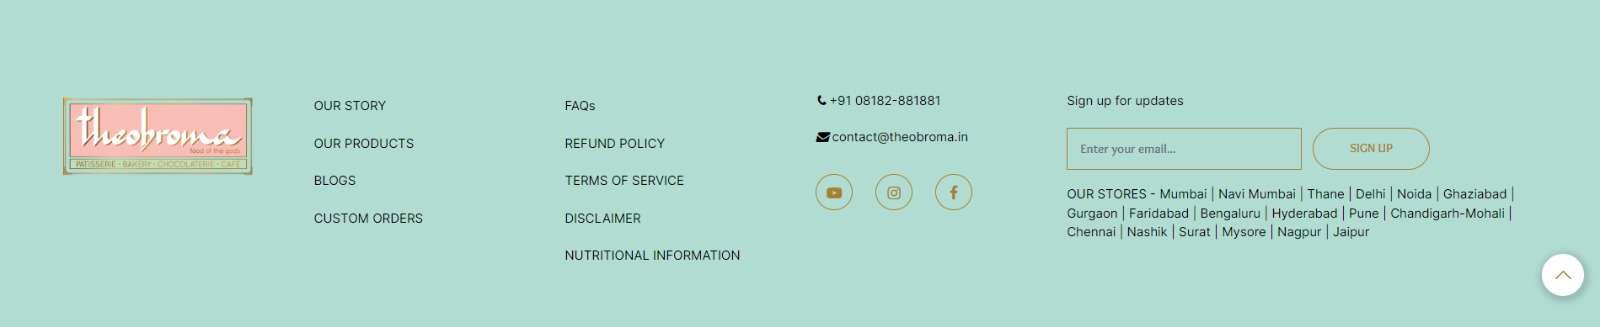 theobroma
food of the gods
PATISSERIE - BAKERY - CHOCOLATERIE - CAFÉ
OUR STORY
OUR PRODUCTS
BLOGS
CUSTOM ORDERS
FAQs
REFUND POLICY
TERMS OF SERVICE
DISCLAIMER
NUTRITIONAL INFORMATION
+91 08182-881881
contact@theobroma.in
Sign up for updates
Enter your email...
SIGN UP
OUR STORES - Mumbai | Navi Mumbai | Thane | Delhi | Noida | Ghaziabad |
Gurgaon | Faridabad | Bengaluru | Hyderabad | Pune | Chandigarh-Mohali |
Chennai | Nashik | Surat | Mysore | Nagpur | Jaipur